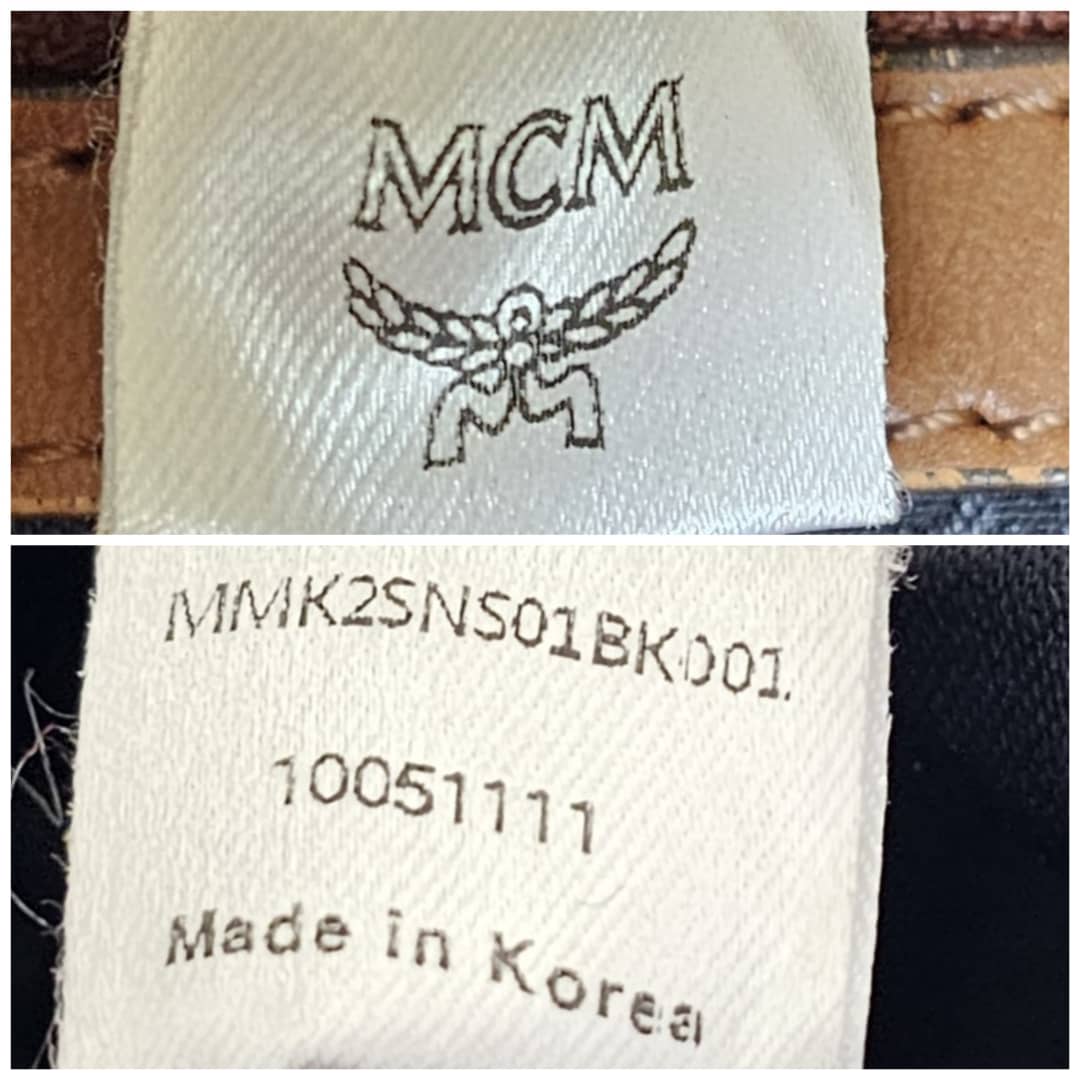 MCM
MMK2SNS01BK001
10051111
Made in Korea